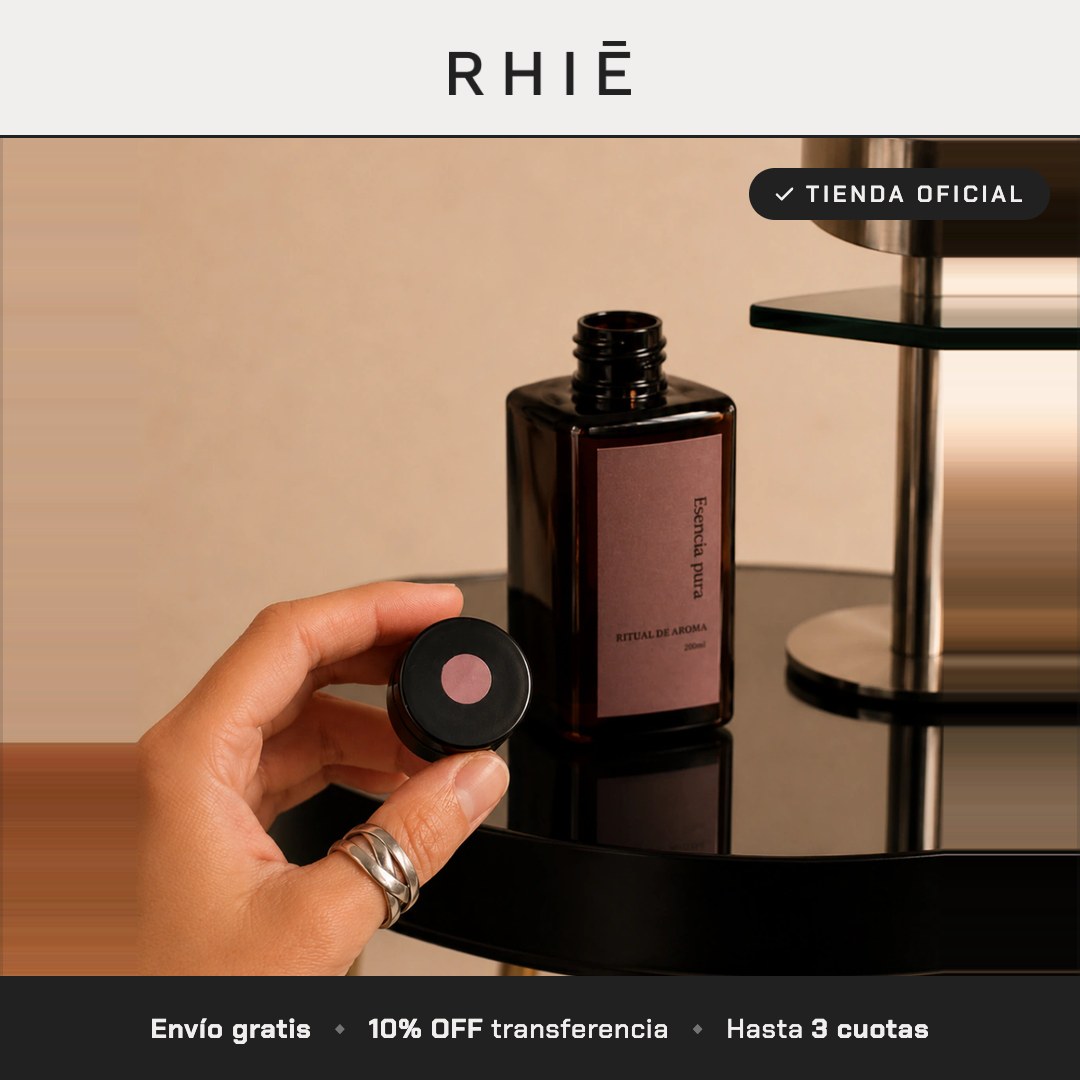 RHIĒ
✓ TIENDA OFICIAL
Esencia pura
RITUAL DE AROMA
200ml
Envío gratis ◆ 10% OFF transferencia ◆ Hasta 3 cuotas